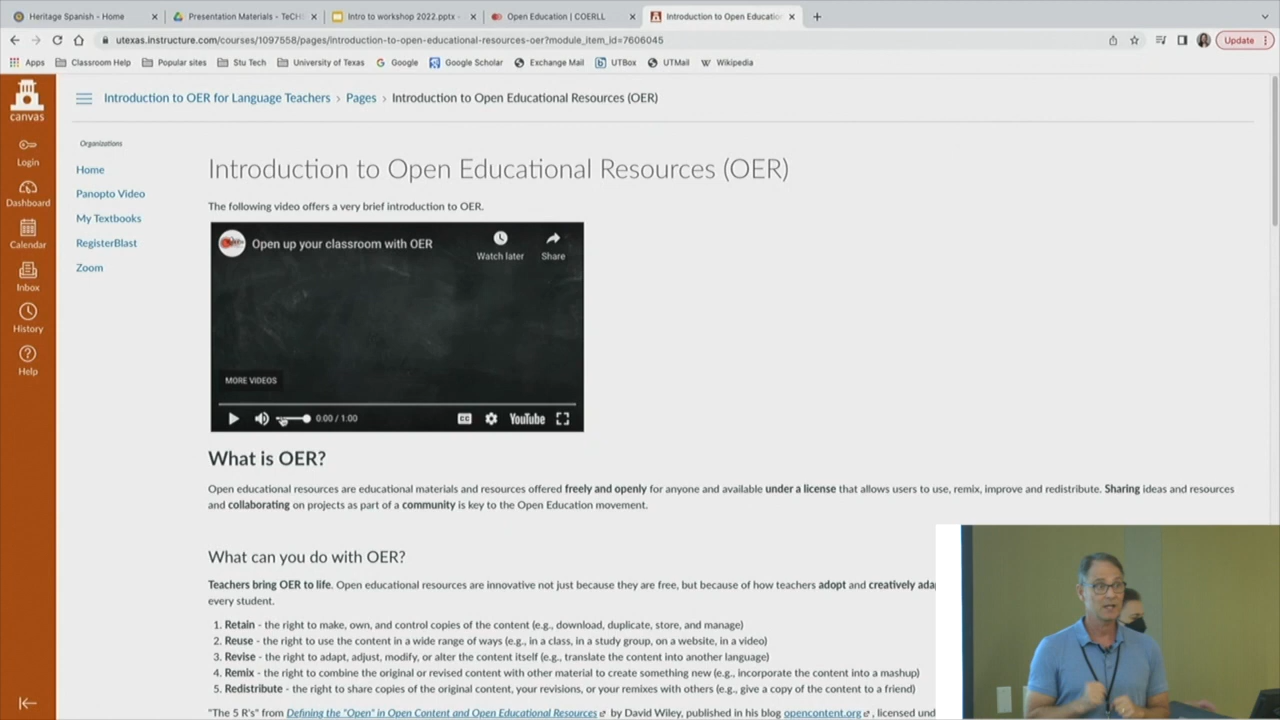 Heritage Spanish - Home
Presentation Materials - TeCH
Intro to workshop 2022.pptx -
Open Education | COERLL
Introduction to Open Educatio
utexas.instructure.com/courses/1097558/pages/introduction-to-open-educational-resources-oer?module_item_id=7606045
Update
Apps Classroom Help Popular sites Stu Tech University of Texas Google Google Scholar Exchange Mail UTBox UTMail Wikipedia
canvas
Login
Dashboard
Calendar
Inbox
History
Help
Introduction to OER for Language Teachers › Pages › Introduction to Open Educational Resources (OER)
Organizations
Home
Panopto Video
My Textbooks
RegisterBlast
Zoom
Introduction to Open Educational Resources (OER)
The following video offers a very brief introduction to OER.
Open up your classroom with OER
Watch later
Share
MORE VIDEOS
0:00 / 1:00
CC
YouTube
What is OER?
Open educational resources are educational materials and resources offered freely and openly for anyone and available under a license that allows users to use, remix, improve and redistribute. Sharing ideas and resources
and collaborating on projects as part of a community is key to the Open Education movement.
What can you do with OER?
Teachers bring OER to life. Open educational resources are innovative not just because they are free, but because of how teachers adopt and creatively ada
every student.
1. Retain - the right to make, own, and control copies of the content (e.g., download, duplicate, store, and manage)
2. Reuse - the right to use the content in a wide range of ways (e.g., in a class, in a study group, on a website, in a video)
3. Revise - the right to adapt, adjust, modify, or alter the content itself (e.g., translate the content into another language)
4. Remix - the right to combine the original or revised content with other material to create something new (e.g., incorporate the content into a mashup)
5. Redistribute - the right to share copies of the original content, your revisions, or your remixes with others (e.g., give a copy of the content to a friend)
"The 5 R's" from Defining the "Open" in Open Content and Open Educational Resources by David Wiley, published in his blog opencontent.org, licensed und